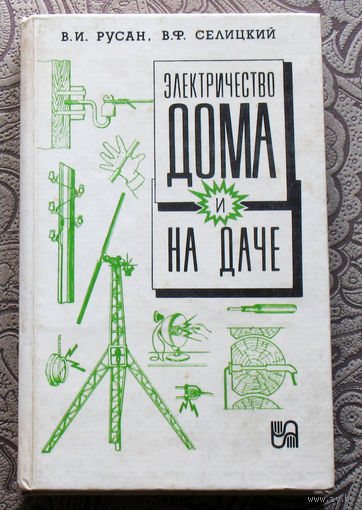 В.И. РУСАН, В.Ф. СЕЛИЦКИЙ
ЭЛЕКТРИЧЕСТВО
ДОМА
И
НА ДАЧЕ